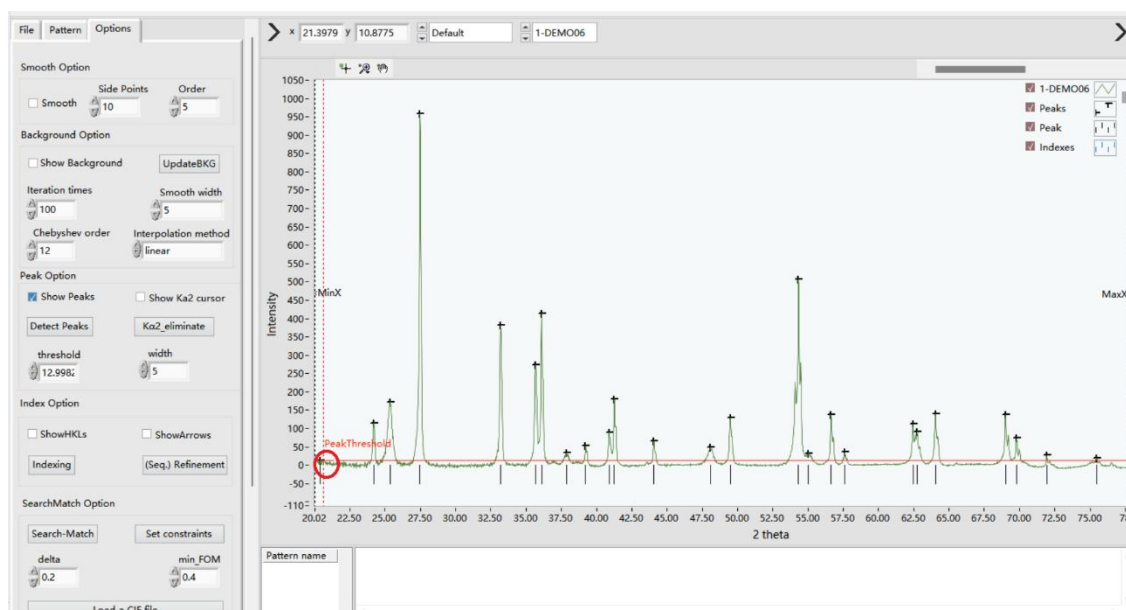 File Pattern Options
x 21.3979 y 10.8775 Default 1-DEMO06
Smooth Option
Side Points Order
Smooth 10 5
Background Option
Show Background UpdateBKG
Iteration times Smooth width
100 5
Chebyshev order Interpolation method
12 linear
Peak Option
Show Peaks Show Ka2 cursor
Detect Peaks Kα2_eliminate
threshold width
12.998
5
Index Option
ShowHKLs ShowArrows
Indexing (Seq.) Refinement
SearchMatch Option
Search-Match Set constraints
delta min_FOM
0.2 0.4
Load a CIF file
1-DEMO06
Peaks
Peak
Indexes
1050
1000
950
900
850
800
750
700
650
600
550
500
450
400
350
300
250
200
150
100
50
0
-50
-110
Intensity
MinX
MaxX
PeakThreshold
20.02 22.50 25.00 27.50 30.00 32.50 35.00 37.50 40.00 42.50 45.00 47.50 50.00 52.50 55.00 57.50 60.00 62.50 65.00 67.50 70.00 72.50 75.00
2 theta
Pattern name